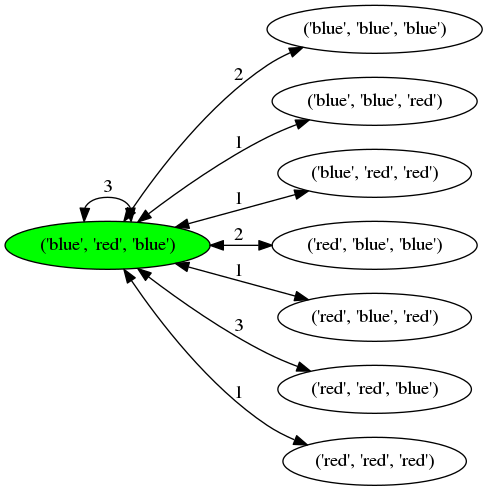 ('blue', 'blue', 'blue')
2
('blue', 'blue', 'red')
1
('blue', 'red', 'red')
3
1
('blue', 'red', 'blue')
2
('red', 'blue', 'blue')
1
('red', 'blue', 'red')
3
('red', 'red', 'blue')
1
('red', 'red', 'red')